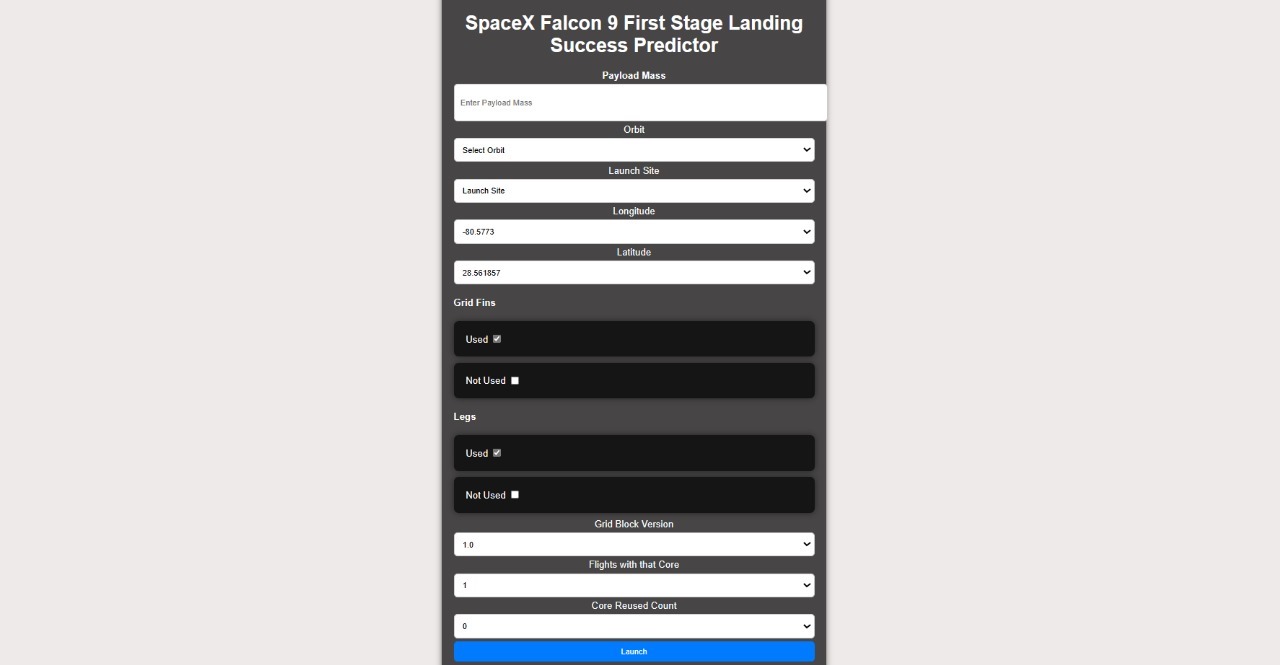 SpaceX Falcon 9 First Stage Landing
Success Predictor
Payload Mass
Enter Payload Mass
Orbit
Select Orbit
Launch Site
Launch Site
Longitude
-80.5773
Latitude
28.561857
Grid Fins
Used
Not Used
Legs
Used
Not Used
Grid Block Version
1.0
Flights with that Core
1
Core Reused Count
0
Launch